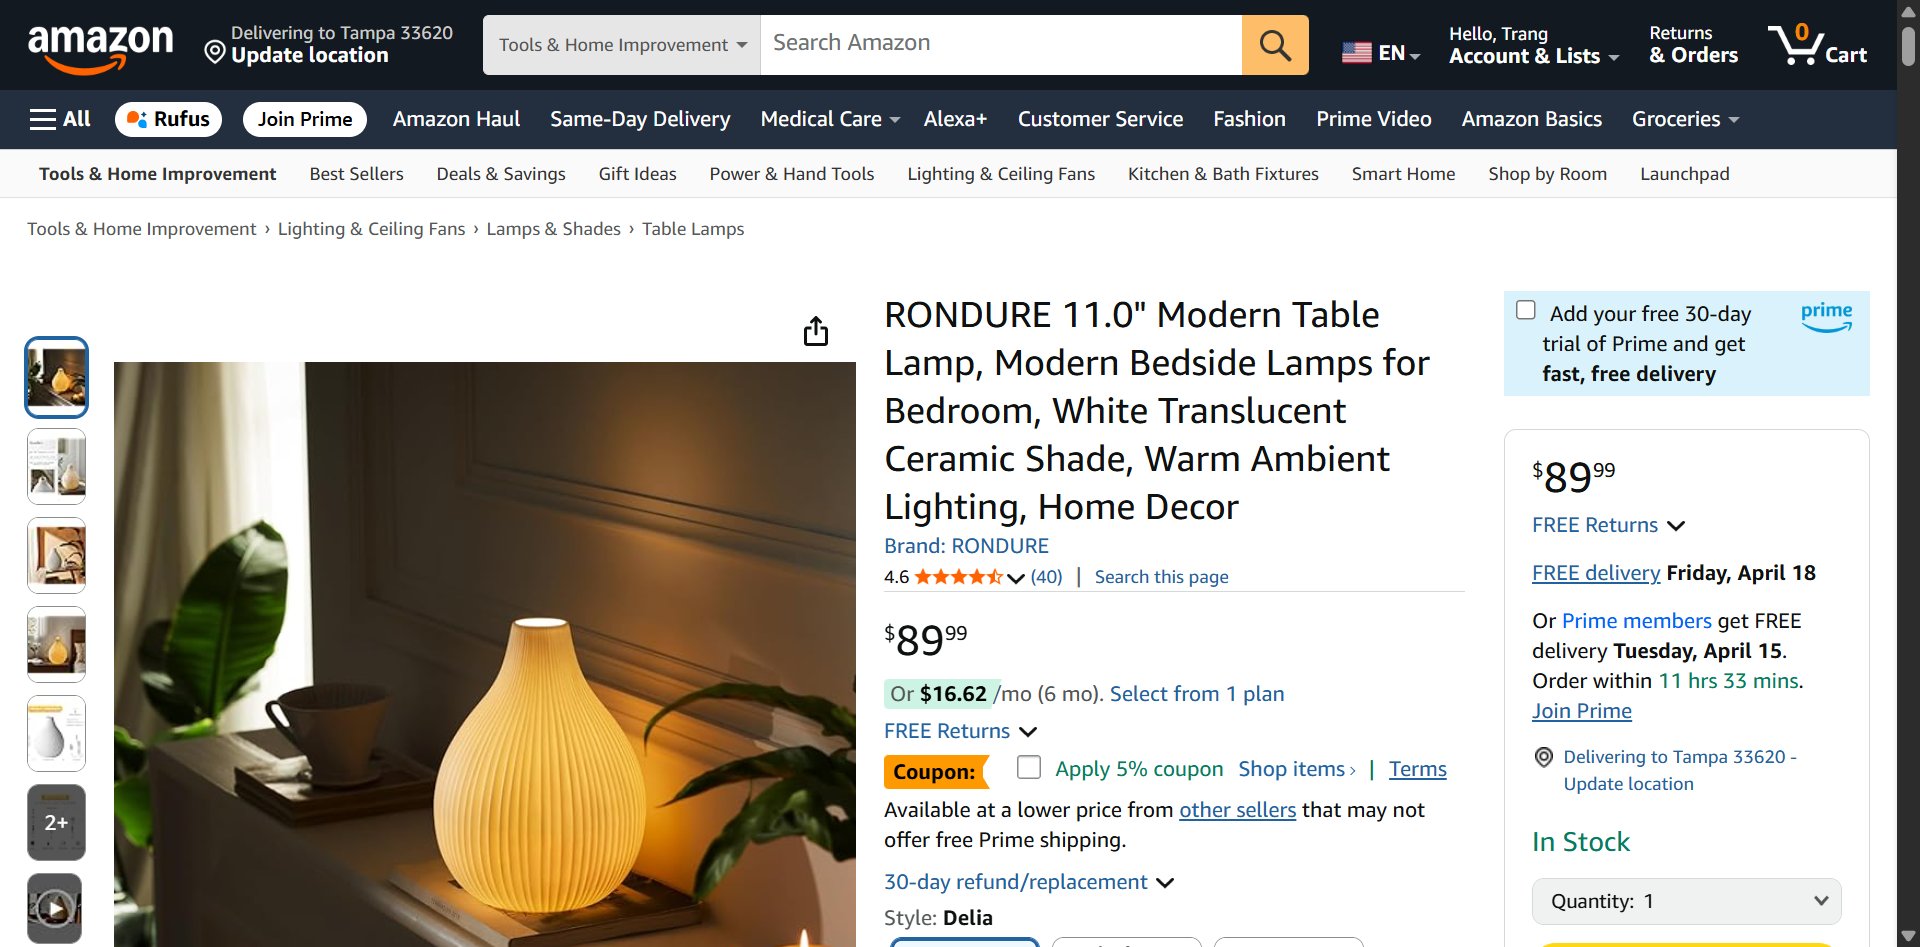 amazon
Delivering to Tampa 33620
Update location
Tools & Home Improvement
Search Amazon
EN
Hello, Trang
Account & Lists
Returns
& Orders
0
Cart
All
Rufus
Join Prime
Amazon Haul
Same-Day Delivery
Medical Care
Alexa+
Customer Service
Fashion
Prime Video
Amazon Basics
Groceries
Tools & Home Improvement
Best Sellers
Deals & Savings
Gift Ideas
Power & Hand Tools
Lighting & Ceiling Fans
Kitchen & Bath Fixtures
Smart Home
Shop by Room
Launchpad
Tools & Home Improvement › Lighting & Ceiling Fans › Lamps & Shades › Table Lamps
2+
RONDURE 11.0" Modern Table
Lamp, Modern Bedside Lamps for
Bedroom, White Translucent
Ceramic Shade, Warm Ambient
Lighting, Home Decor
Brand: RONDURE
4.6 (40) | Search this page
$89.99
Or $16.62 /mo (6 mo). Select from 1 plan
FREE Returns
Coupon: Apply 5% coupon Shop items › | Terms
Available at a lower price from other sellers that may not
offer free Prime shipping.
30-day refund/replacement
Style: Delia
Add your free 30-day
trial of Prime and get
fast, free delivery
prime
$89.99
FREE Returns
FREE delivery Friday, April 18
Or Prime members get FREE
delivery Tuesday, April 15.
Order within 11 hrs 33 mins.
Join Prime
Delivering to Tampa 33620 -
Update location
In Stock
Quantity: 1